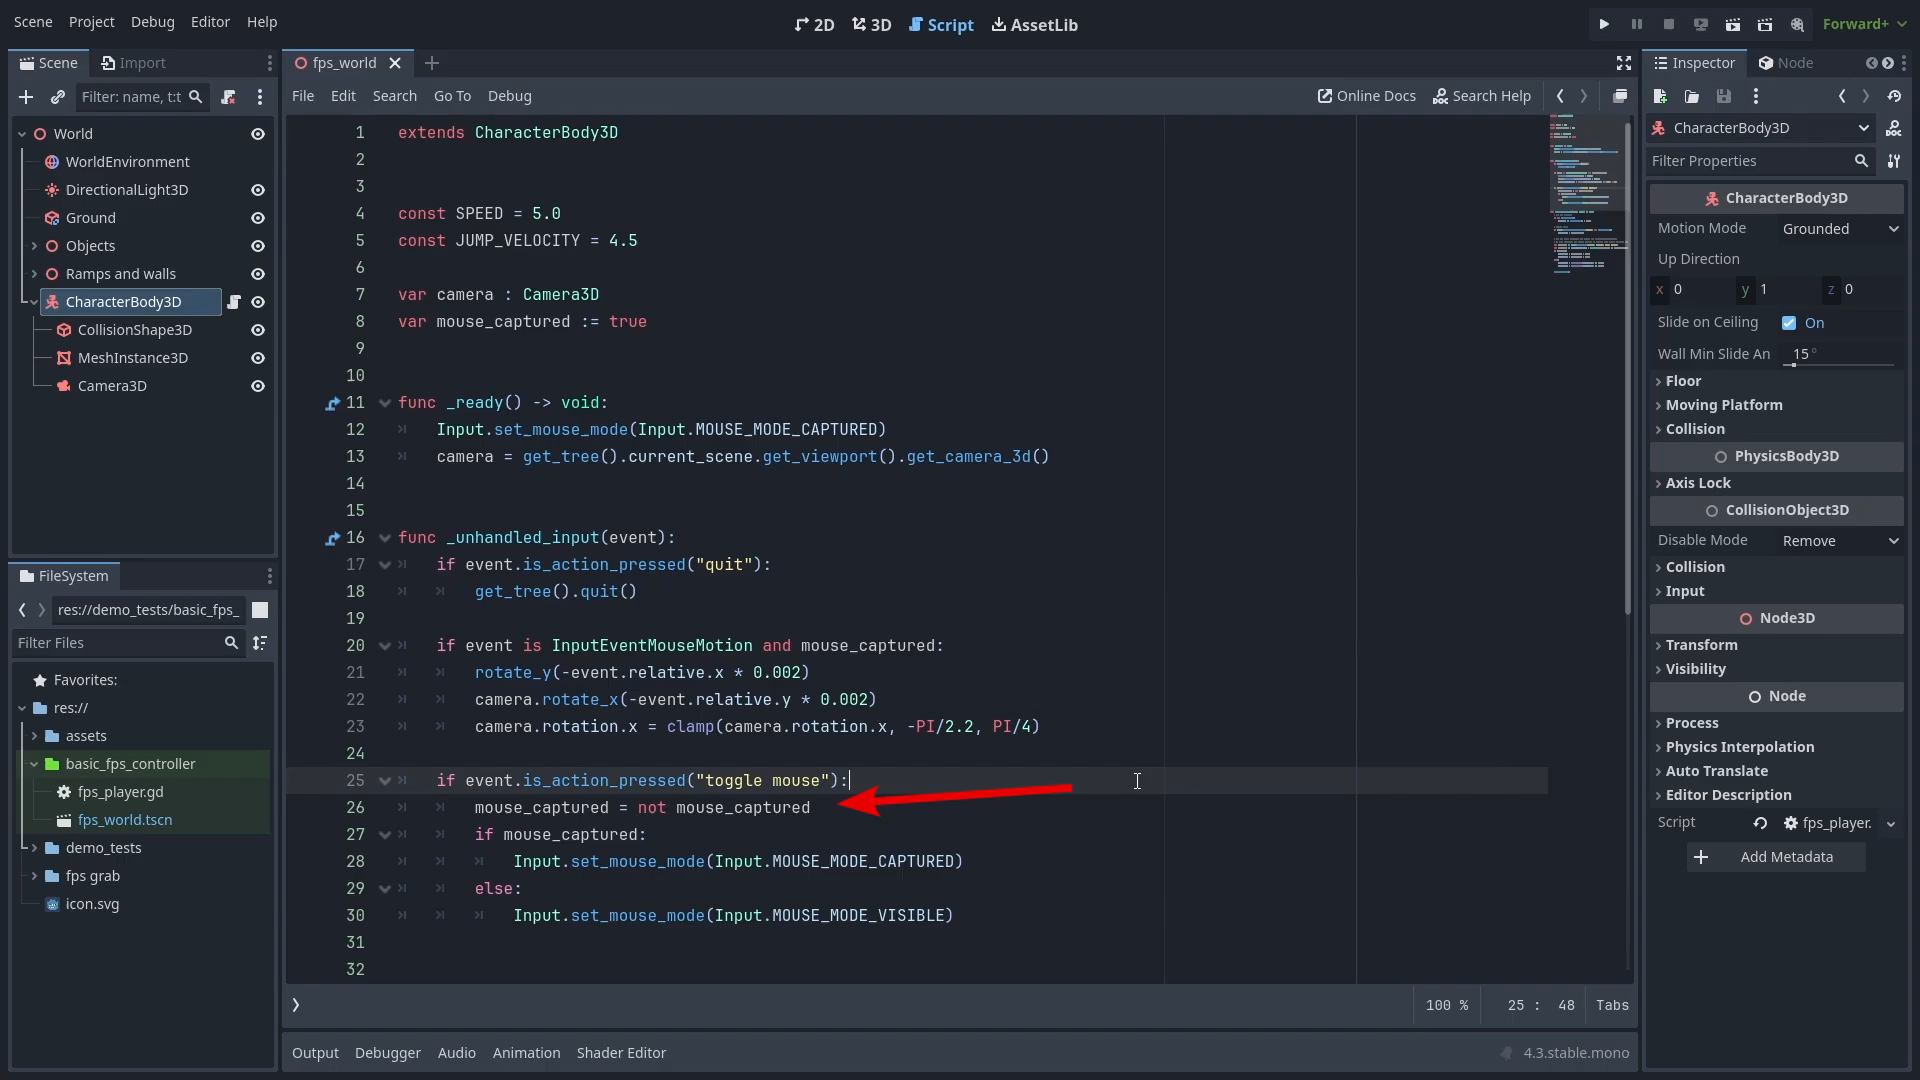 Scene Project Debug Editor Help
2D 3D Script AssetLib
Forward+
Scene Import
Filter: name, t:t
World
WorldEnvironment
DirectionalLight3D
Ground
Objects
Ramps and walls
CharacterBody3D
CollisionShape3D
MeshInstance3D
Camera3D
FileSystem
res://demo_tests/basic_fps_
Filter Files
Favorites:
res://
assets
basic_fps_controller
fps_player.gd
fps_world.tscn
demo_tests
fps grab
icon.svg
fps_world
File Edit Search Go To Debug
Online Docs Search Help
1 extends CharacterBody3D
2
3
4 const SPEED = 5.0
5 const JUMP_VELOCITY = 4.5
6
7 var camera : Camera3D
8 var mouse_captured := true
9
10
11 func _ready() -> void:
12 Input.set_mouse_mode(Input.MOUSE_MODE_CAPTURED)
13 camera = get_tree().current_scene.get_viewport().get_camera_3d()
14
15
16 func _unhandled_input(event):
17 if event.is_action_pressed("quit"):
18 get_tree().quit()
19
20 if event is InputEventMouseMotion and mouse_captured:
21 rotate_y(-event.relative.x * 0.002)
22 camera.rotate_x(-event.relative.y * 0.002)
23 camera.rotation.x = clamp(camera.rotation.x, -PI/2.2, PI/4)
24
25 if event.is_action_pressed("toggle mouse"):
26 mouse_captured = not mouse_captured
27 if mouse_captured:
28 Input.set_mouse_mode(Input.MOUSE_MODE_CAPTURED)
29 else:
30 Input.set_mouse_mode(Input.MOUSE_MODE_VISIBLE)
31
32
100 % 25 : 48 Tabs
Output Debugger Audio Animation Shader Editor
4.3.stable.mono
Inspector Node
CharacterBody3D
Filter Properties
CharacterBody3D
Motion Mode Grounded
Up Direction
x 0 y 1 z 0
Slide on Ceiling On
Wall Min Slide An 15 °
Floor
Moving Platform
Collision
PhysicsBody3D
Axis Lock
CollisionObject3D
Disable Mode Remove
Collision
Input
Node3D
Transform
Visibility
Node
Process
Physics Interpolation
Auto Translate
Editor Description
Script fps_player.
Add Metadata